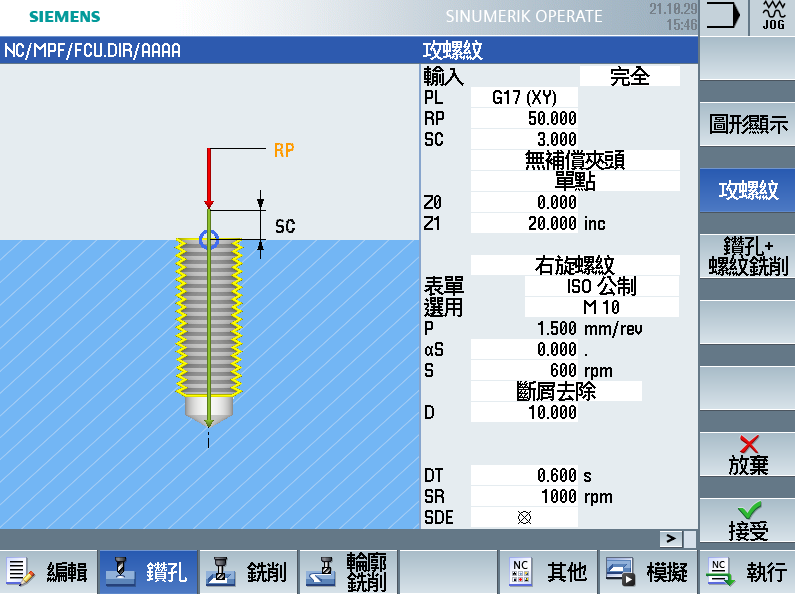 SIEMENS
SINUMERIK OPERATE
21.10.29
15:46
JOG
NC/MPF/FCU.DIR/AAAA
攻螺紋
RP
SC
輸入 完全
PL G17 (XY)
RP 50.000
SC 3.000
無補償夾頭
單點
Z0 0.000
Z1 20.000 inc
右旋螺紋
表單 ISO 公制
選用 M 10
P 1.500 mm/rev
αS 0.000 .
S 600 rpm
斷屑去除
D 10.000
DT 0.600 s
SR 1000 rpm
SDE
圖形顯示
攻螺紋
鑽孔+
螺紋銑削
放棄
接受
>
編輯
鑽孔
銑削
輪廓
銑削
NC
其他
模擬
NC
執行